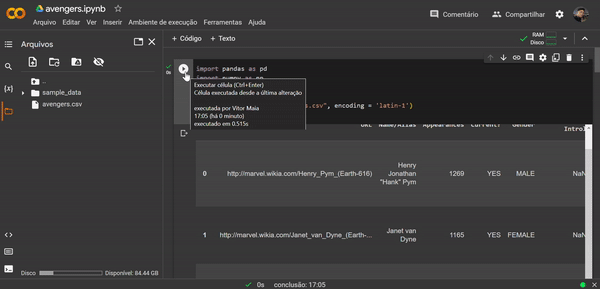 avengers.ipynb
Arquivo Editar Ver Inserir Ambiente de execução Ferramentas Ajuda
Comentário
Compartilhar
Arquivos
+ Código + Texto
RAM
Disco
..
sample_data
avengers.csv
0s
import pandas as pd
import numpy as np
Executar célula (Ctrl+Enter)
Célula executada desde a última alteração
executada por Vitor Maia
17:05 (há 0 minuto)
executado em 0.515s
s.csv", encoding = 'latin-1')
URL Name/Alias Appearances Current? Gender
Introd
0 http://marvel.wikia.com/Henry_Pym_(Earth-616) Henry Jonathan "Hank" Pym 1269 YES MALE NaN
1 http://marvel.wikia.com/Janet_van_Dyne_(Earth-... Janet van Dyne 1165 YES FEMALE NaN
Disco Disponível: 84.44 GB
0s conclusão: 17:05